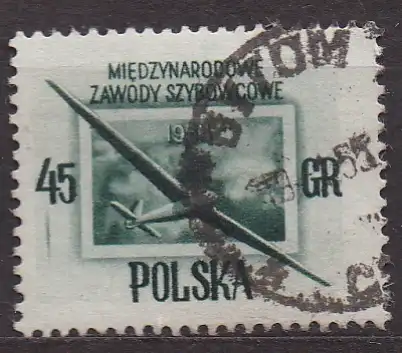 MIĘDZYNARODOWE
ZAWODY SZYBOWCOWE
45 GR
POLSKA